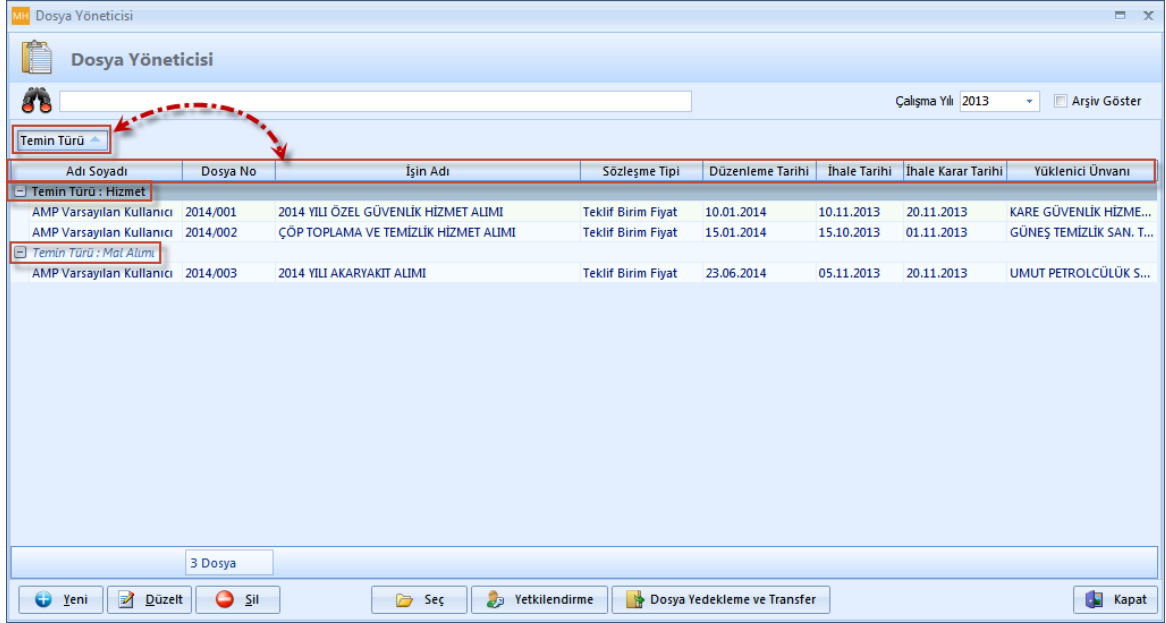 MH Dosya Yöneticisi
Dosya Yöneticisi
Çalışma Yılı 2013 Arşiv Göster
Temin Türü
Adı Soyadı Dosya No İşin Adı Sözleşme Tipi Düzenleme Tarihi İhale Tarihi İhale Karar Tarihi Yüklenici Ünvanı
Temin Türü : Hizmet
AMP Varsayılan Kullanıcı 2014/001 2014 YILI ÖZEL GÜVENLİK HİZMET ALIMI Teklif Birim Fiyat 10.01.2014 10.11.2013 20.11.2013 KARE GÜVENLİK HİZME...
AMP Varsayılan Kullanıcı 2014/002 ÇÖP TOPLAMA VE TEMİZLİK HİZMET ALIMI Teklif Birim Fiyat 15.01.2014 15.10.2013 01.11.2013 GÜNEŞ TEMİZLİK SAN. T...
Temin Türü : Mal Alımı
AMP Varsayılan Kullanıcı 2014/003 2014 YILI AKARYAKIT ALIMI Teklif Birim Fiyat 23.06.2014 05.11.2013 20.11.2013 UMUT PETROLCÜLÜK S...
3 Dosya
Yeni Düzelt Sil Seç Yetkilendirme Dosya Yedekleme ve Transfer Kapat